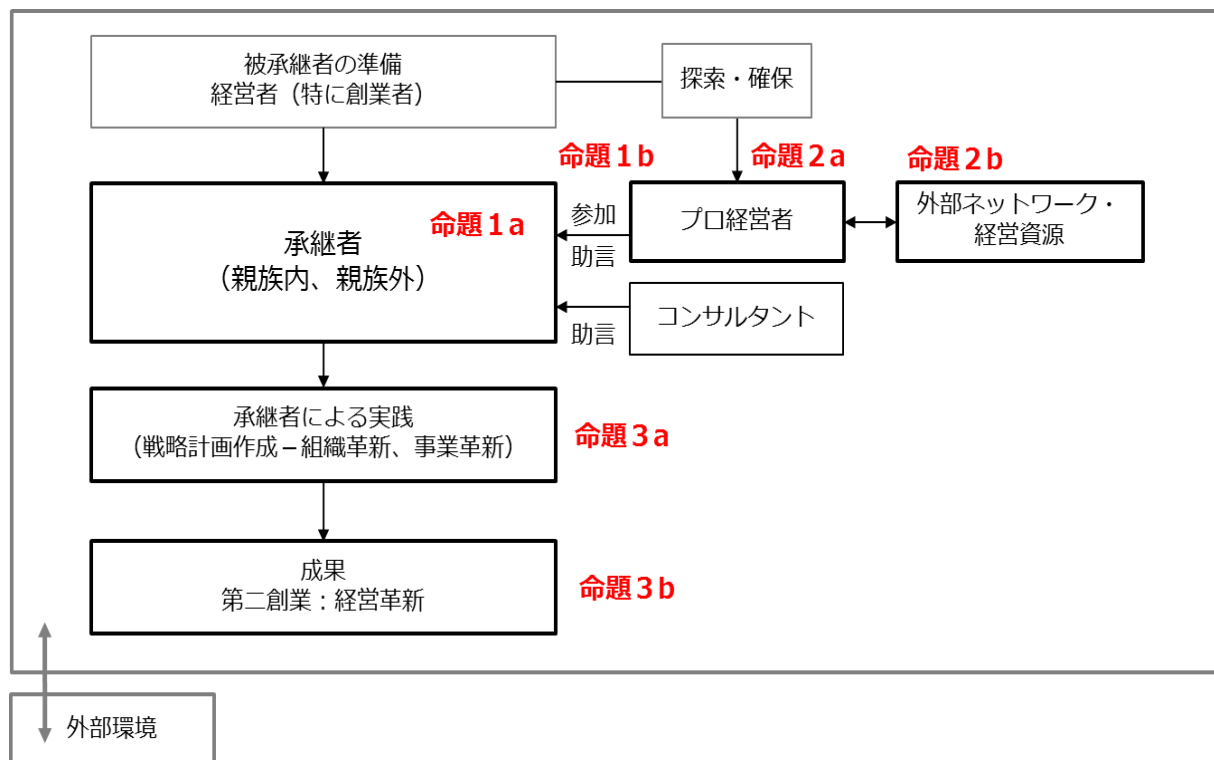 被承継者の準備
経営者（特に創業者）
探索・確保
命題１b
命題２a
命題２b
命題１a
承継者
（親族内、親族外）
参加
助言
プロ経営者
外部ネットワーク・
経営資源
助言
コンサルタント
承継者による実践
（戦略計画作成－組織革新、事業革新）
命題３a
成果
第二創業：経営革新
命題３b
外部環境